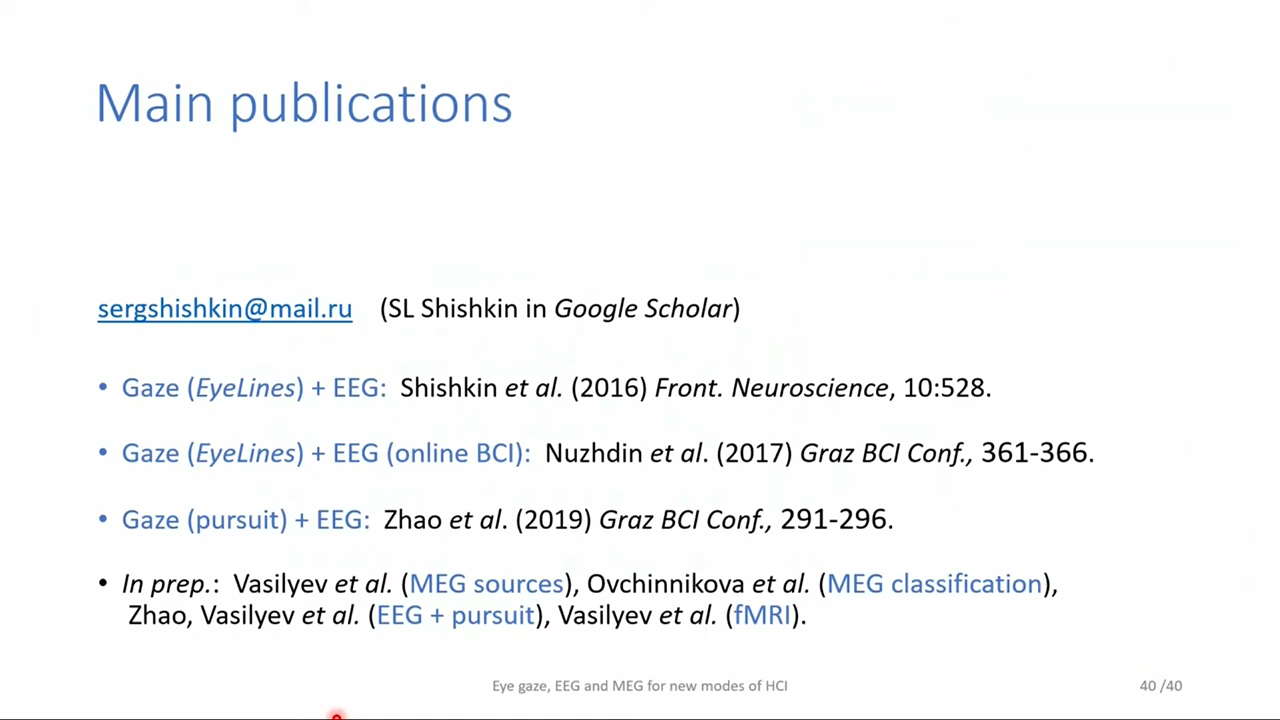 Main publications
sergshishkin@mail.ru (SL Shishkin in Google Scholar)
• Gaze (EyeLines) + EEG: Shishkin et al. (2016) Front. Neuroscience, 10:528.
• Gaze (EyeLines) + EEG (online BCI): Nuzhdin et al. (2017) Graz BCI Conf., 361-366.
• Gaze (pursuit) + EEG: Zhao et al. (2019) Graz BCI Conf., 291-296.
• In prep.: Vasilyev et al. (MEG sources), Ovchinnikova et al. (MEG classification),
Zhao, Vasilyev et al. (EEG + pursuit), Vasilyev et al. (fMRI).
Eye gaze, EEG and MEG for new modes of HCI
40 /40